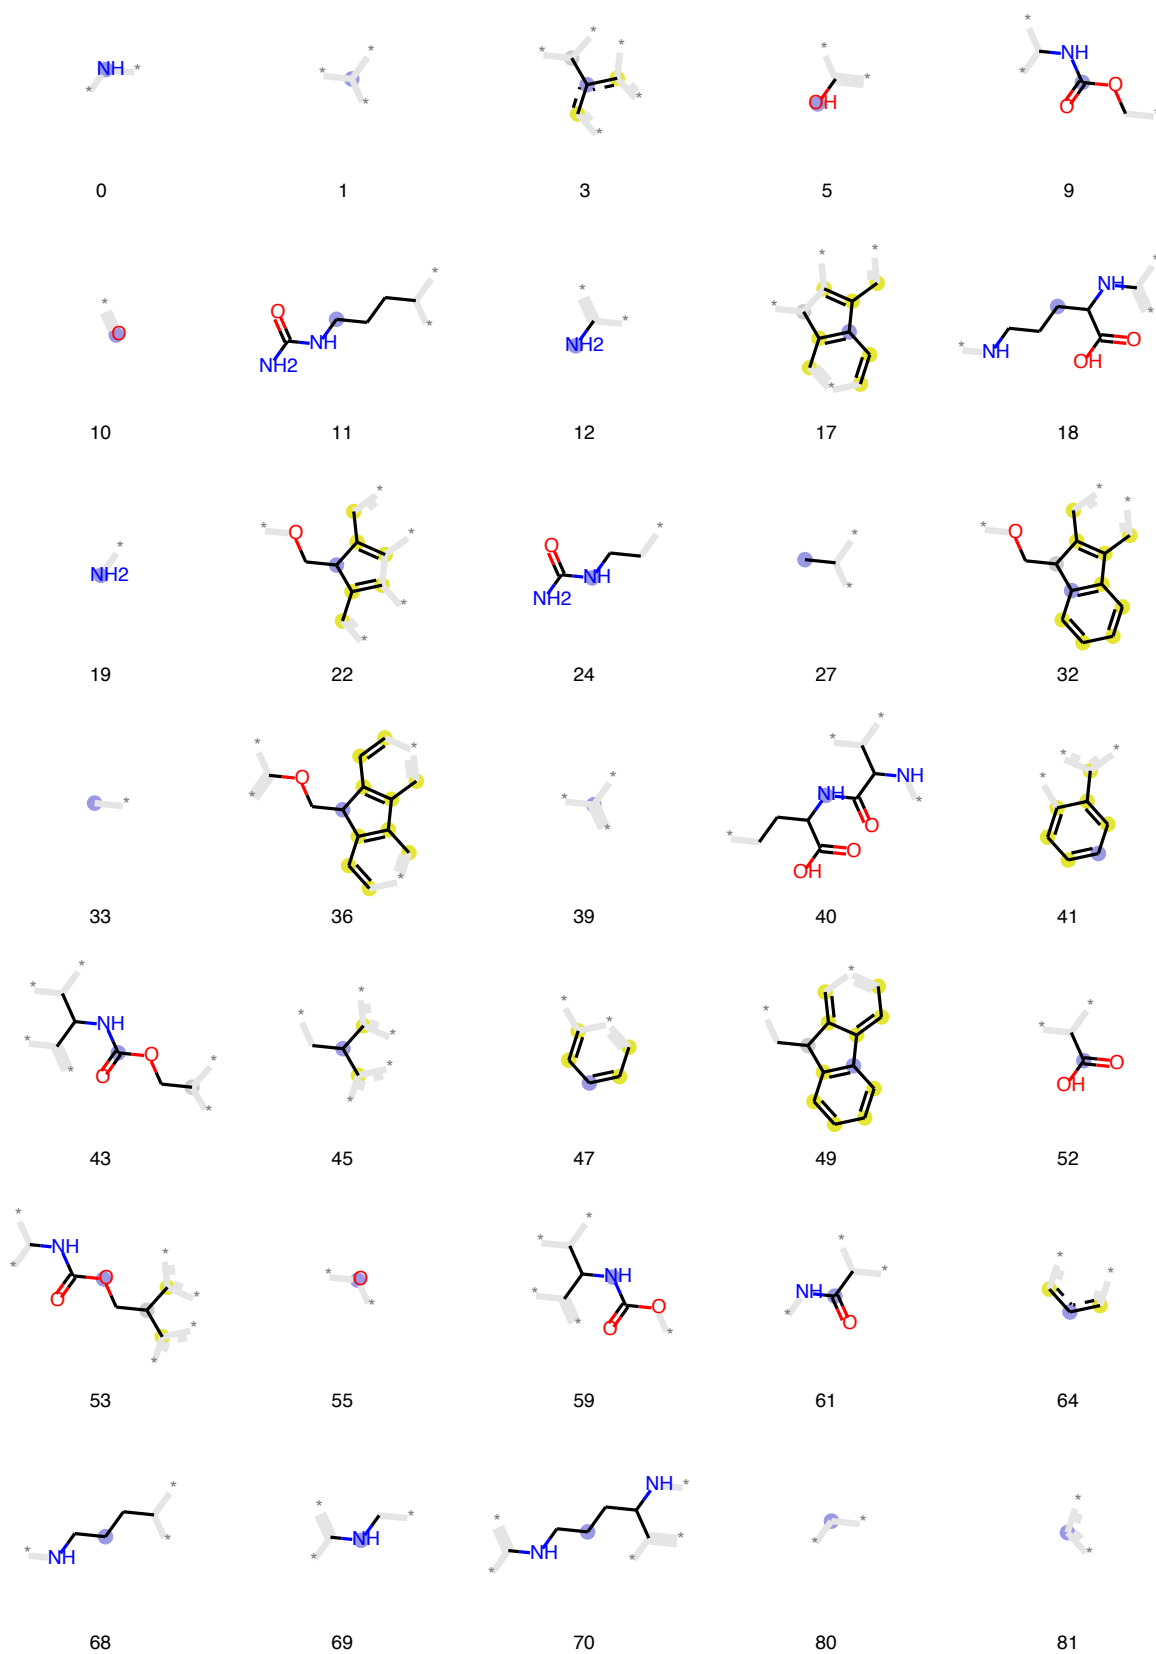 NH * * * * * * * * * * * OH * * NH O O *
0 1 3 5 9
* O O NH NH2 * * * * NH2 * * * * * NH NH O OH * *
10 11 12 17 18
* NH2 * O * * * * O NH NH2 * * * * O * *
19 22 24 27 32
* * * O * * * * * * NH O OH O NH * * * * *
33 36 39 40 41
* * * NH O O * * * * * * * * * * * * O OH
43 45 47 49 52
* * NH O O * * * * * O * * * * NH O O * * * NH O * * *
53 55 59 61 64
* NH * * * * NH * * * NH NH * * * * * * *
68 69 70 80 81